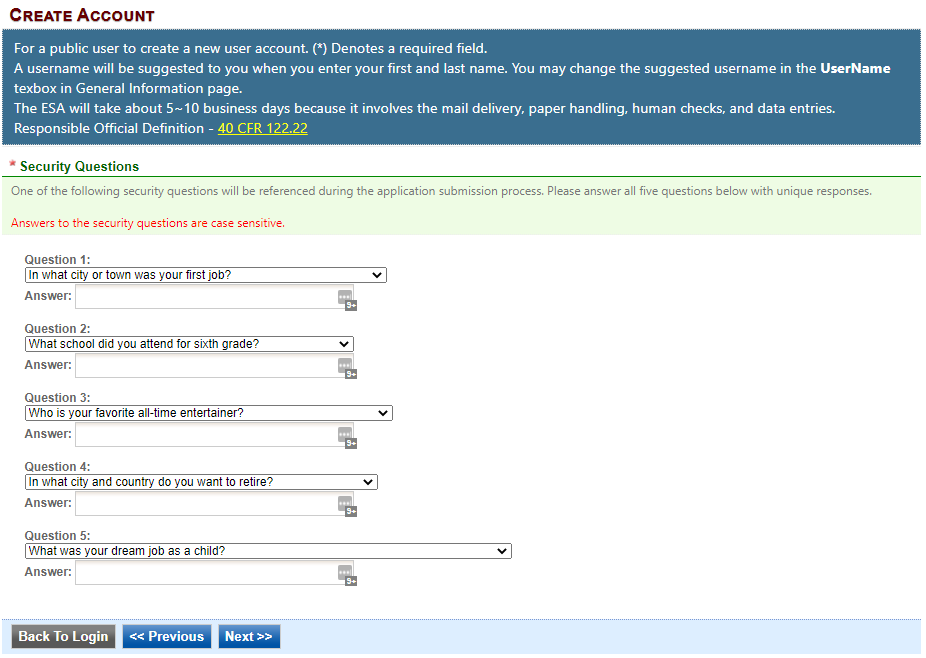 CREATE ACCOUNT
For a public user to create a new user account. (*) Denotes a required field.
A username will be suggested to you when you enter your first and last name. You may change the suggested username in the UserName
texbox in General Information page.
The ESA will take about 5~10 business days because it involves the mail delivery, paper handling, human checks, and data entries.
Responsible Official Definition - 40 CFR 122.22
* Security Questions
One of the following security questions will be referenced during the application submission process. Please answer all five questions below with unique responses.
Answers to the security questions are case sensitive.
Question 1:
In what city or town was your first job?
Answer:
9+
Question 2:
What school did you attend for sixth grade?
Answer:
9+
Question 3:
Who is your favorite all-time entertainer?
Answer:
9+
Question 4:
In what city and country do you want to retire?
Answer:
9+
Question 5:
What was your dream job as a child?
Answer:
9+
Back To Login << Previous Next >>